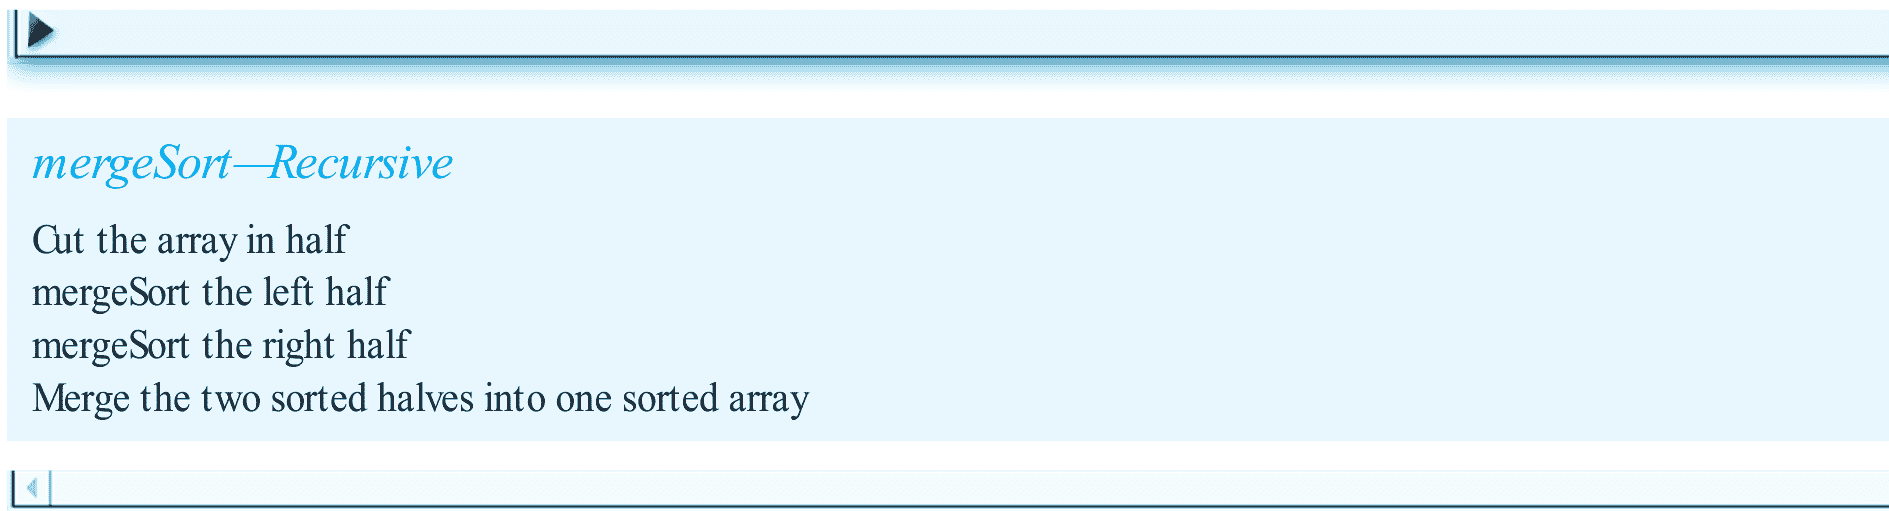 mergeSort—Recursive
Cut the array in half
mergeSort the left half
mergeSort the right half
Merge the two sorted halves into one sorted array